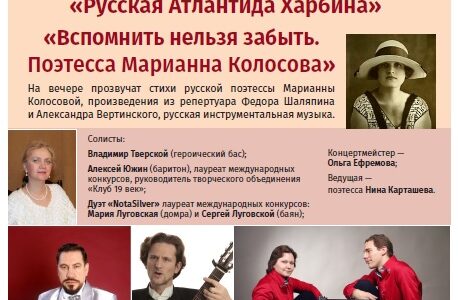 «Русская Атлантида Харбина»
«Вспомнить нельзя забыть.
Поэтесса Марианна Колосова»
На вечере прозвучат стихи русской поэтессы Марианны
Колосовой, произведения из репертуара Федора Шаляпина
и Александра Вертинского, русская инструментальная музыка.
Солисты:
Владимир Тверской (героический бас);
Алексей Южин (баритон), лауреат международных
конкурсов, руководитель творческого объединения
«Клуб 19 век»;
Дуэт «NotaSilver» лауреат международных конкурсов:
Мария Луговская (домра) и Сергей Луговской (баян);
Концертмейстер —
Ольга Ефремова;
Ведущая —
поэтесса Нина Карташева.